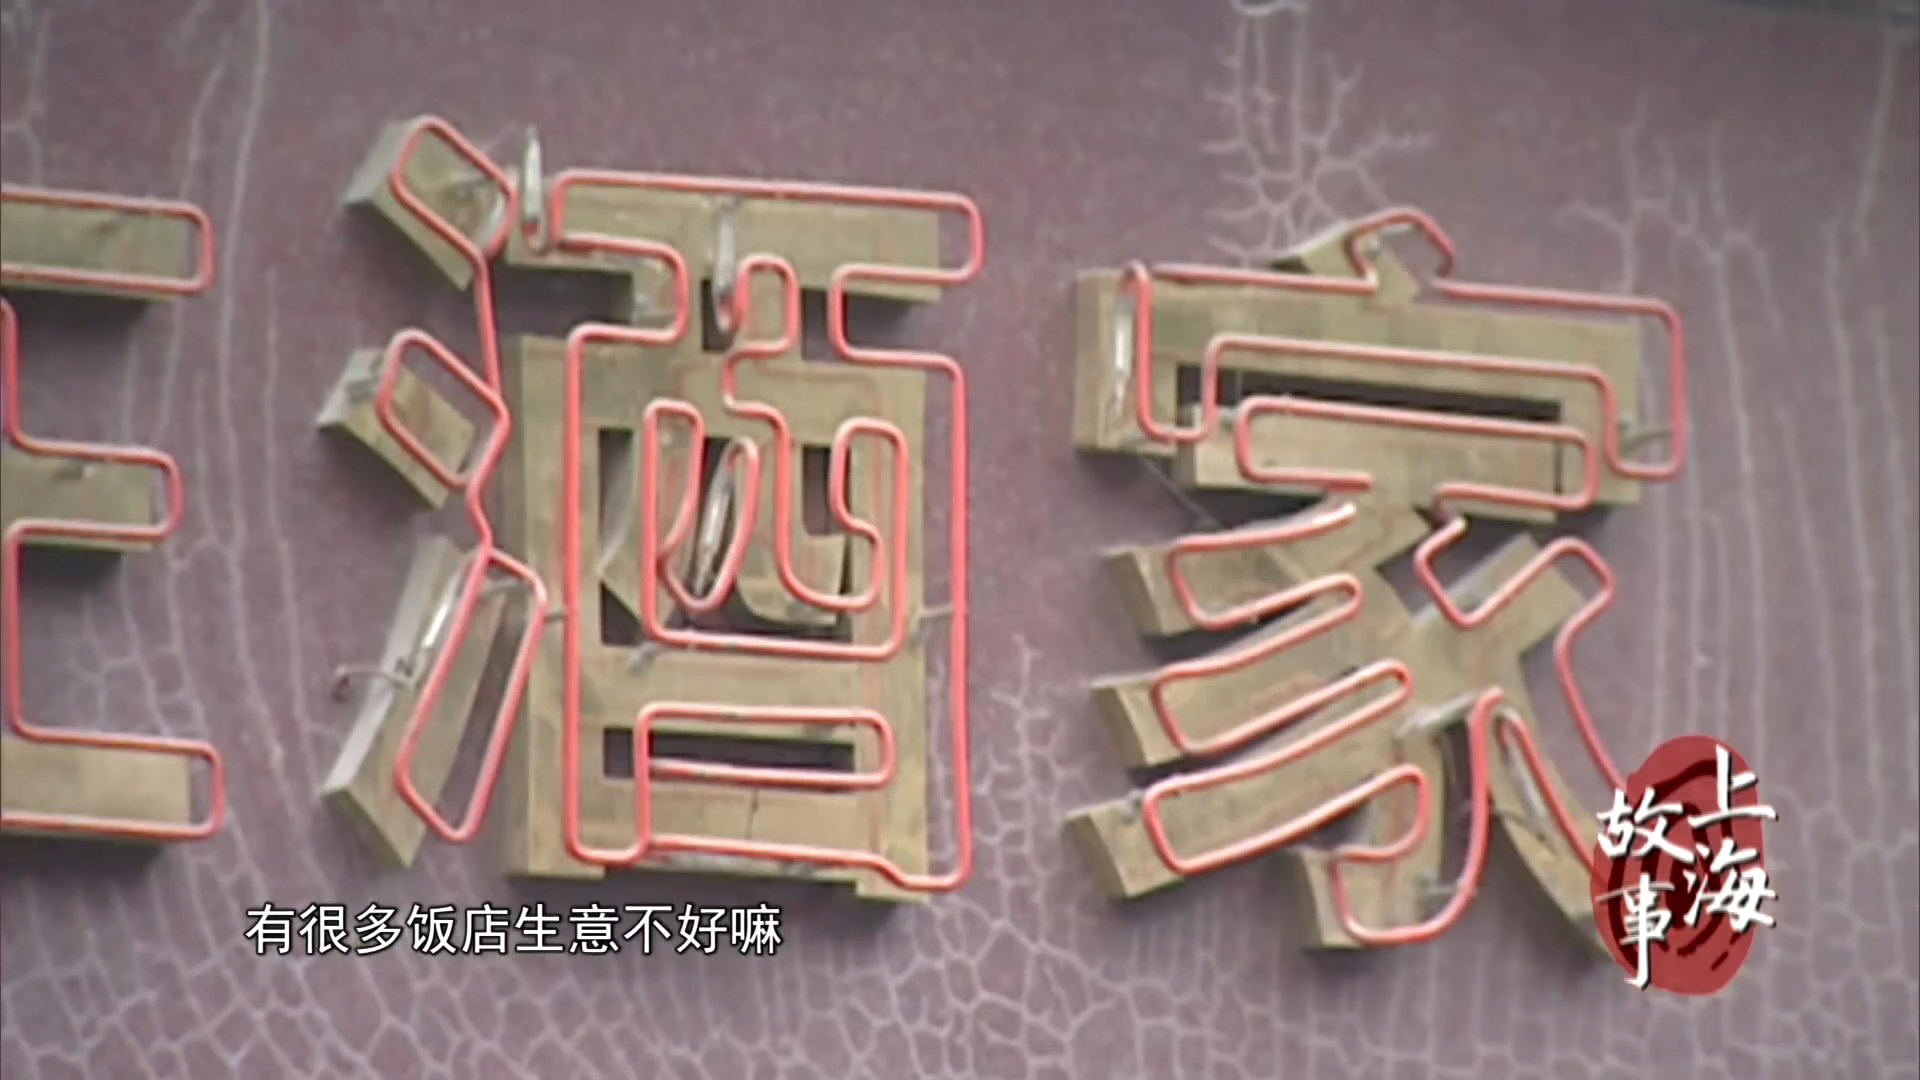 酒家
有很多饭店生意不好嘛
上海
故事